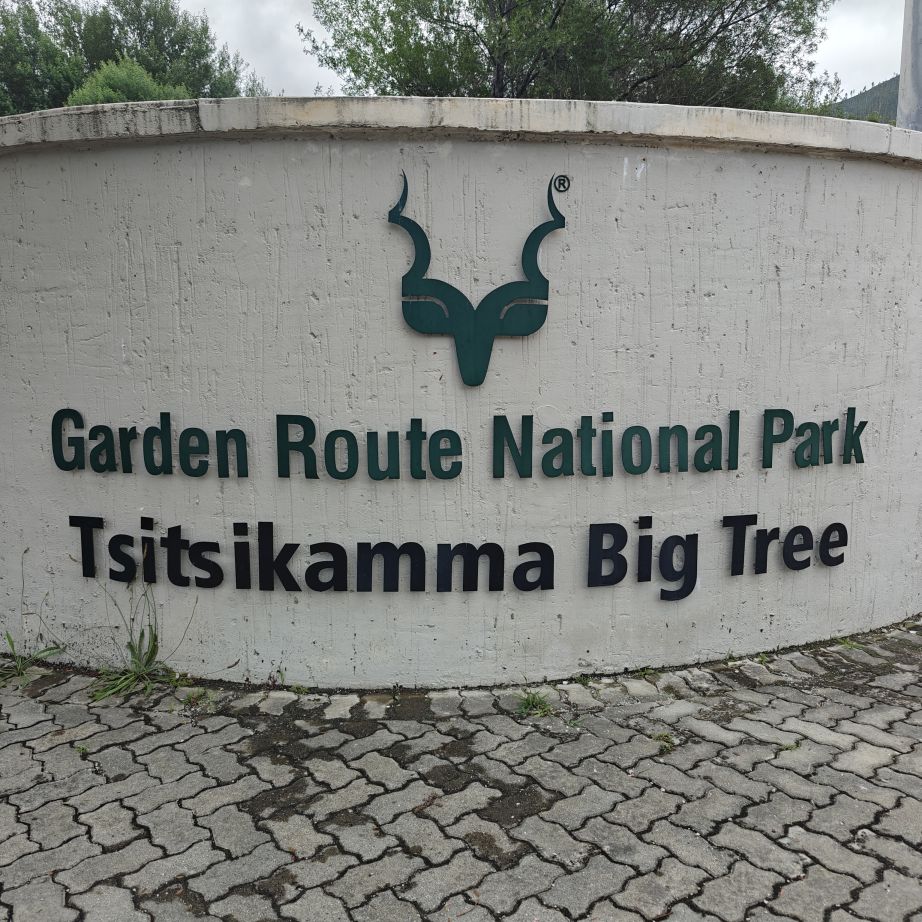 ®
Garden Route National Park
Tsitsikamma Big Tree